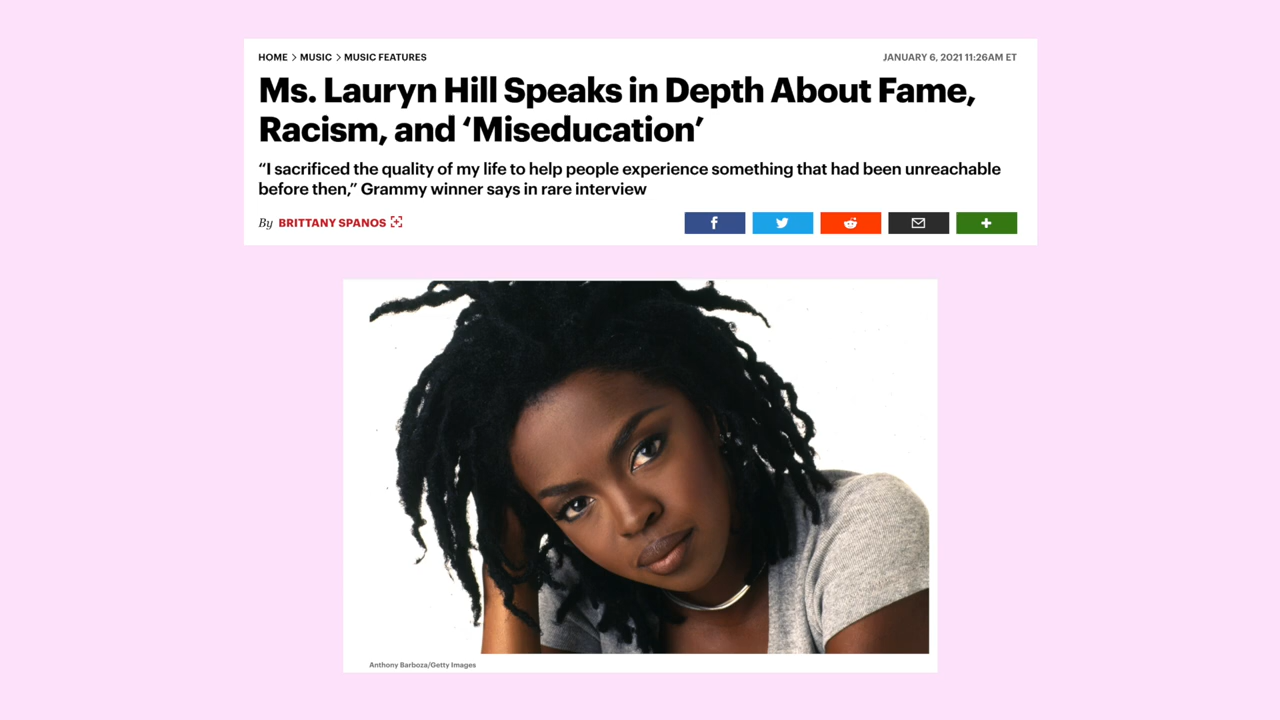 HOME > MUSIC > MUSIC FEATURES
JANUARY 6, 2021 11:26AM ET
Ms. Lauryn Hill Speaks in Depth About Fame,
Racism, and ‘Miseducation’
“I sacrificed the quality of my life to help people experience something that had been unreachable
before then,” Grammy winner says in rare interview
By BRITTANY SPANOS
Anthony Barboza/Getty Images